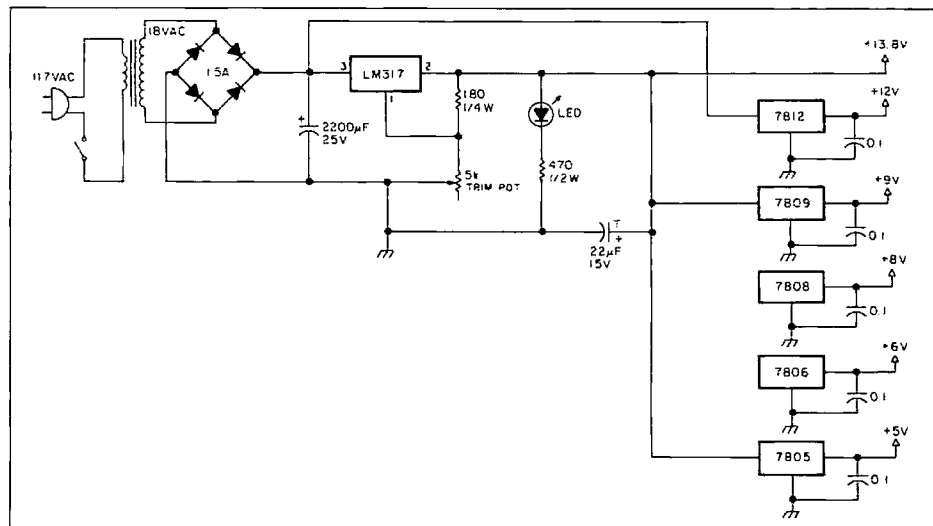 117VAC
18VAC
1.5A
3
LM317
2
1
180
1/4 W
+
2200µF
25V
5k
TRIM POT
LED
470
1/2W
T
+
22µF
15V
+13.8V
7812
+12V
0.1
7809
+9V
0.1
7808
+8V
0.1
7806
+6V
0.1
7805
+5V
0.1